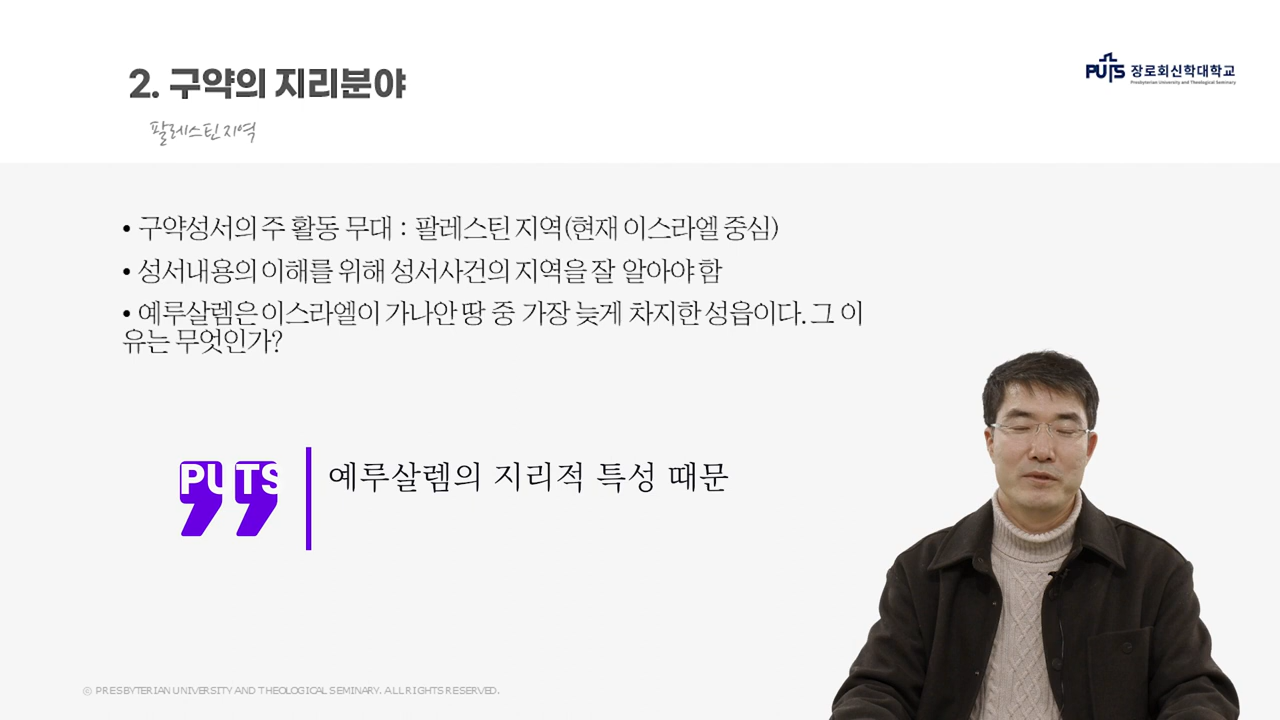 2. 구약의 지리분야
PUTS 장로회신학대학교
Presbyterian University and Theological Seminary
팔레스틴 지역
• 구약성서의 주 활동 무대 : 팔레스틴 지역(현재 이스라엘 중심)
• 성서내용의 이해를 위해 성서사건의 지역을 잘 알아야 함
• 예루살렘은 이스라엘이 가나안 땅 중 가장 늦게 차지한 성읍이다. 그 이
유는 무엇인가?
PUTS
예루살렘의 지리적 특성 때문
© PRESBYTERIAN UNIVERSITY AND THEOLOGICAL SEMINARY. ALL RIGHTS RESERVED.